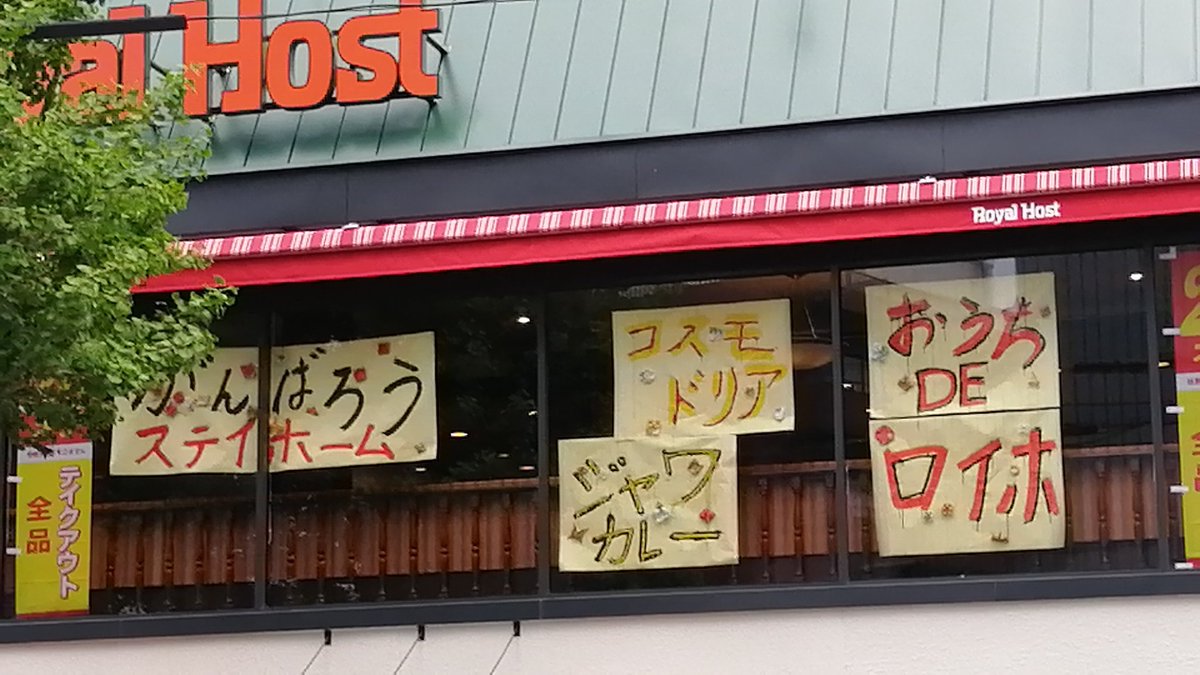 yal Host
Royal Host
がんばろう
ステイホーム
コスモ
ドリア
ジャワ
カレー
おうち
DE
ロイホ
テイクアウト
全品